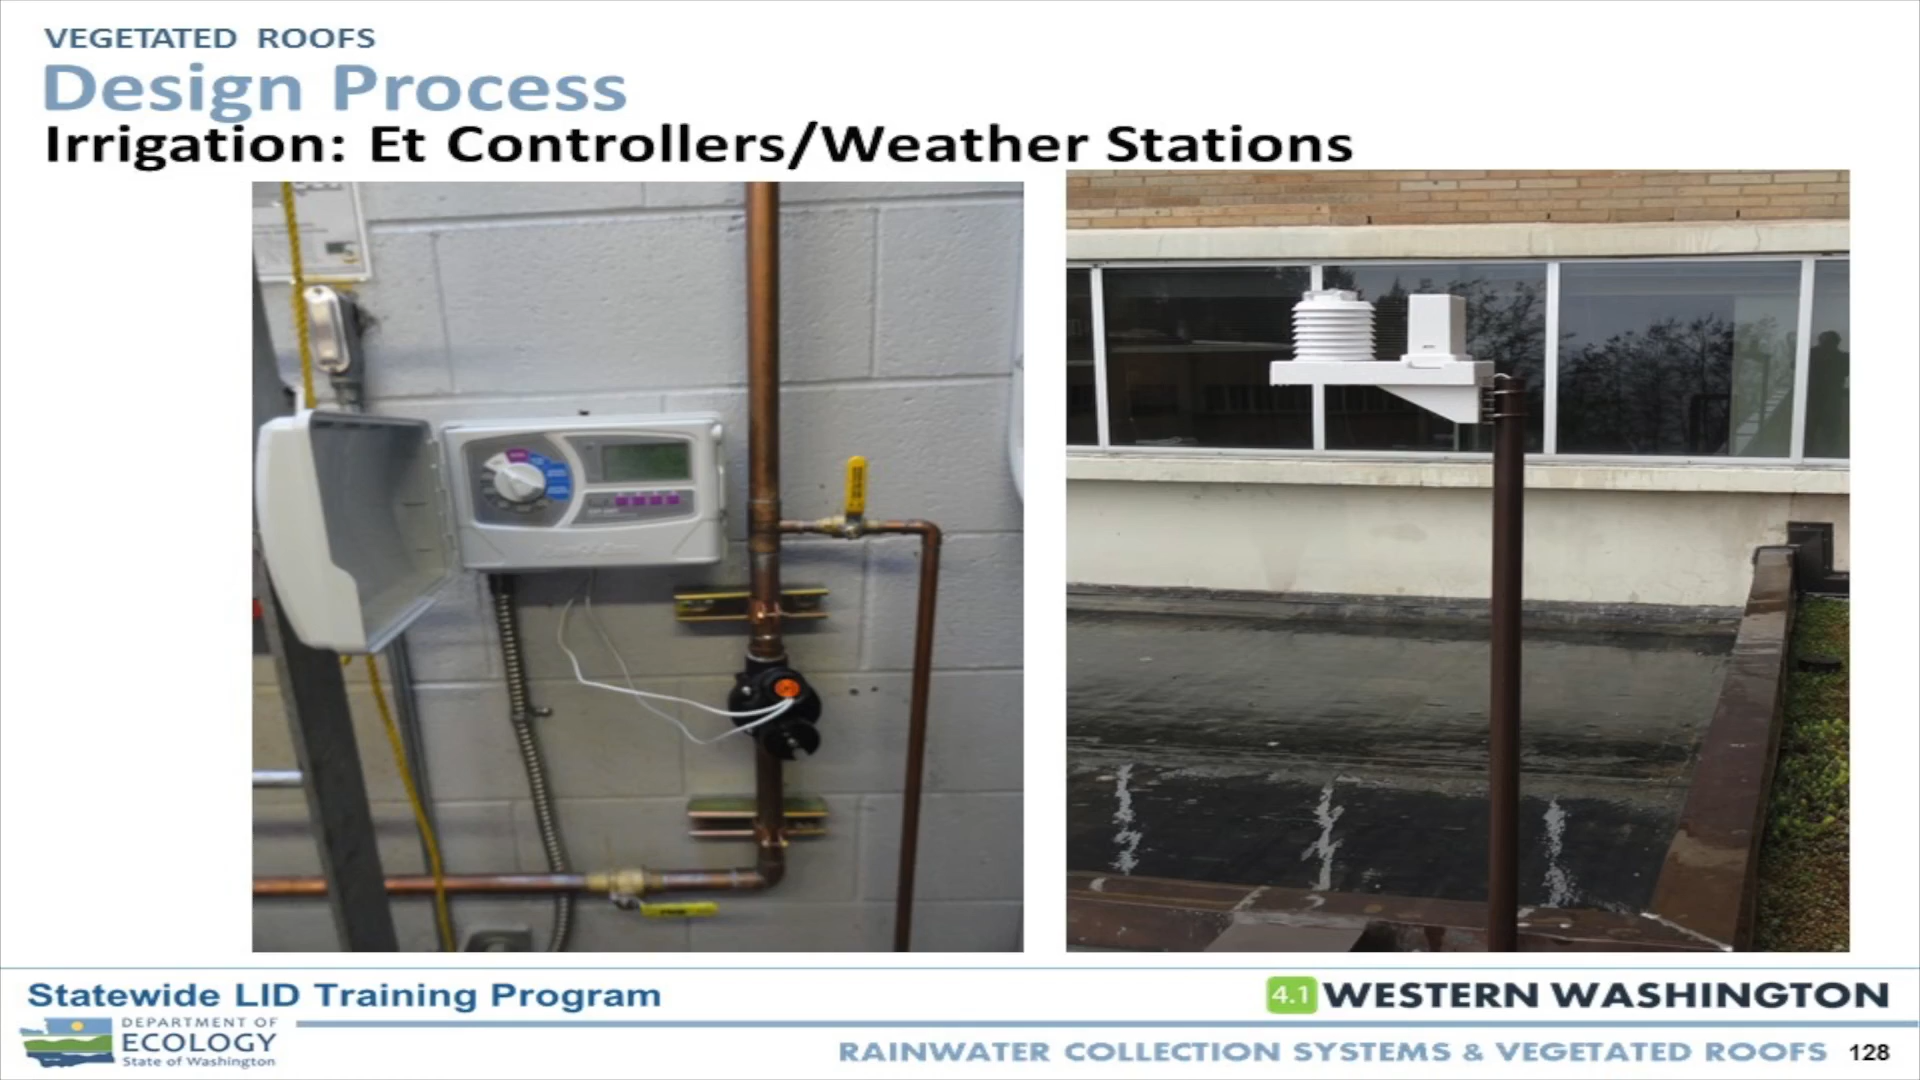 VEGETATED ROOFS
Design Process
Irrigation: Et Controllers/Weather Stations
Statewide LID Training Program
4.1 WESTERN WASHINGTON
DEPARTMENT OF
ECOLOGY
State of Washington
RAINWATER COLLECTION SYSTEMS & VEGETATED ROOFS 128